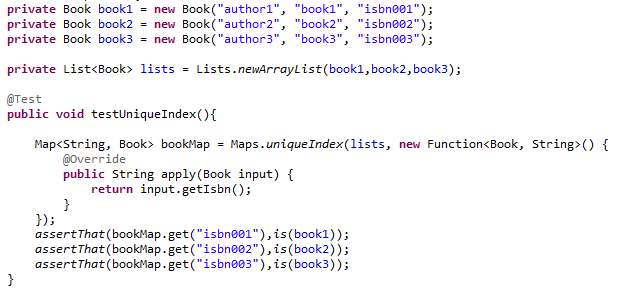 private Book book1 = new Book("author1", "book1", "isbn001");
private Book book2 = new Book("author2", "book2", "isbn002");
private Book book3 = new Book("author3", "book3", "isbn003");
private List<Book> lists = Lists.newArrayList(book1,book2,book3);
@Test
public void testUniqueIndex(){
Map<String, Book> bookMap = Maps.uniqueIndex(lists, new Function<Book, String>() {
@Override
public String apply(Book input) {
return input.getIsbn();
}
});
assertThat(bookMap.get("isbn001"),is(book1));
assertThat(bookMap.get("isbn002"),is(book2));
assertThat(bookMap.get("isbn003"),is(book3));
}